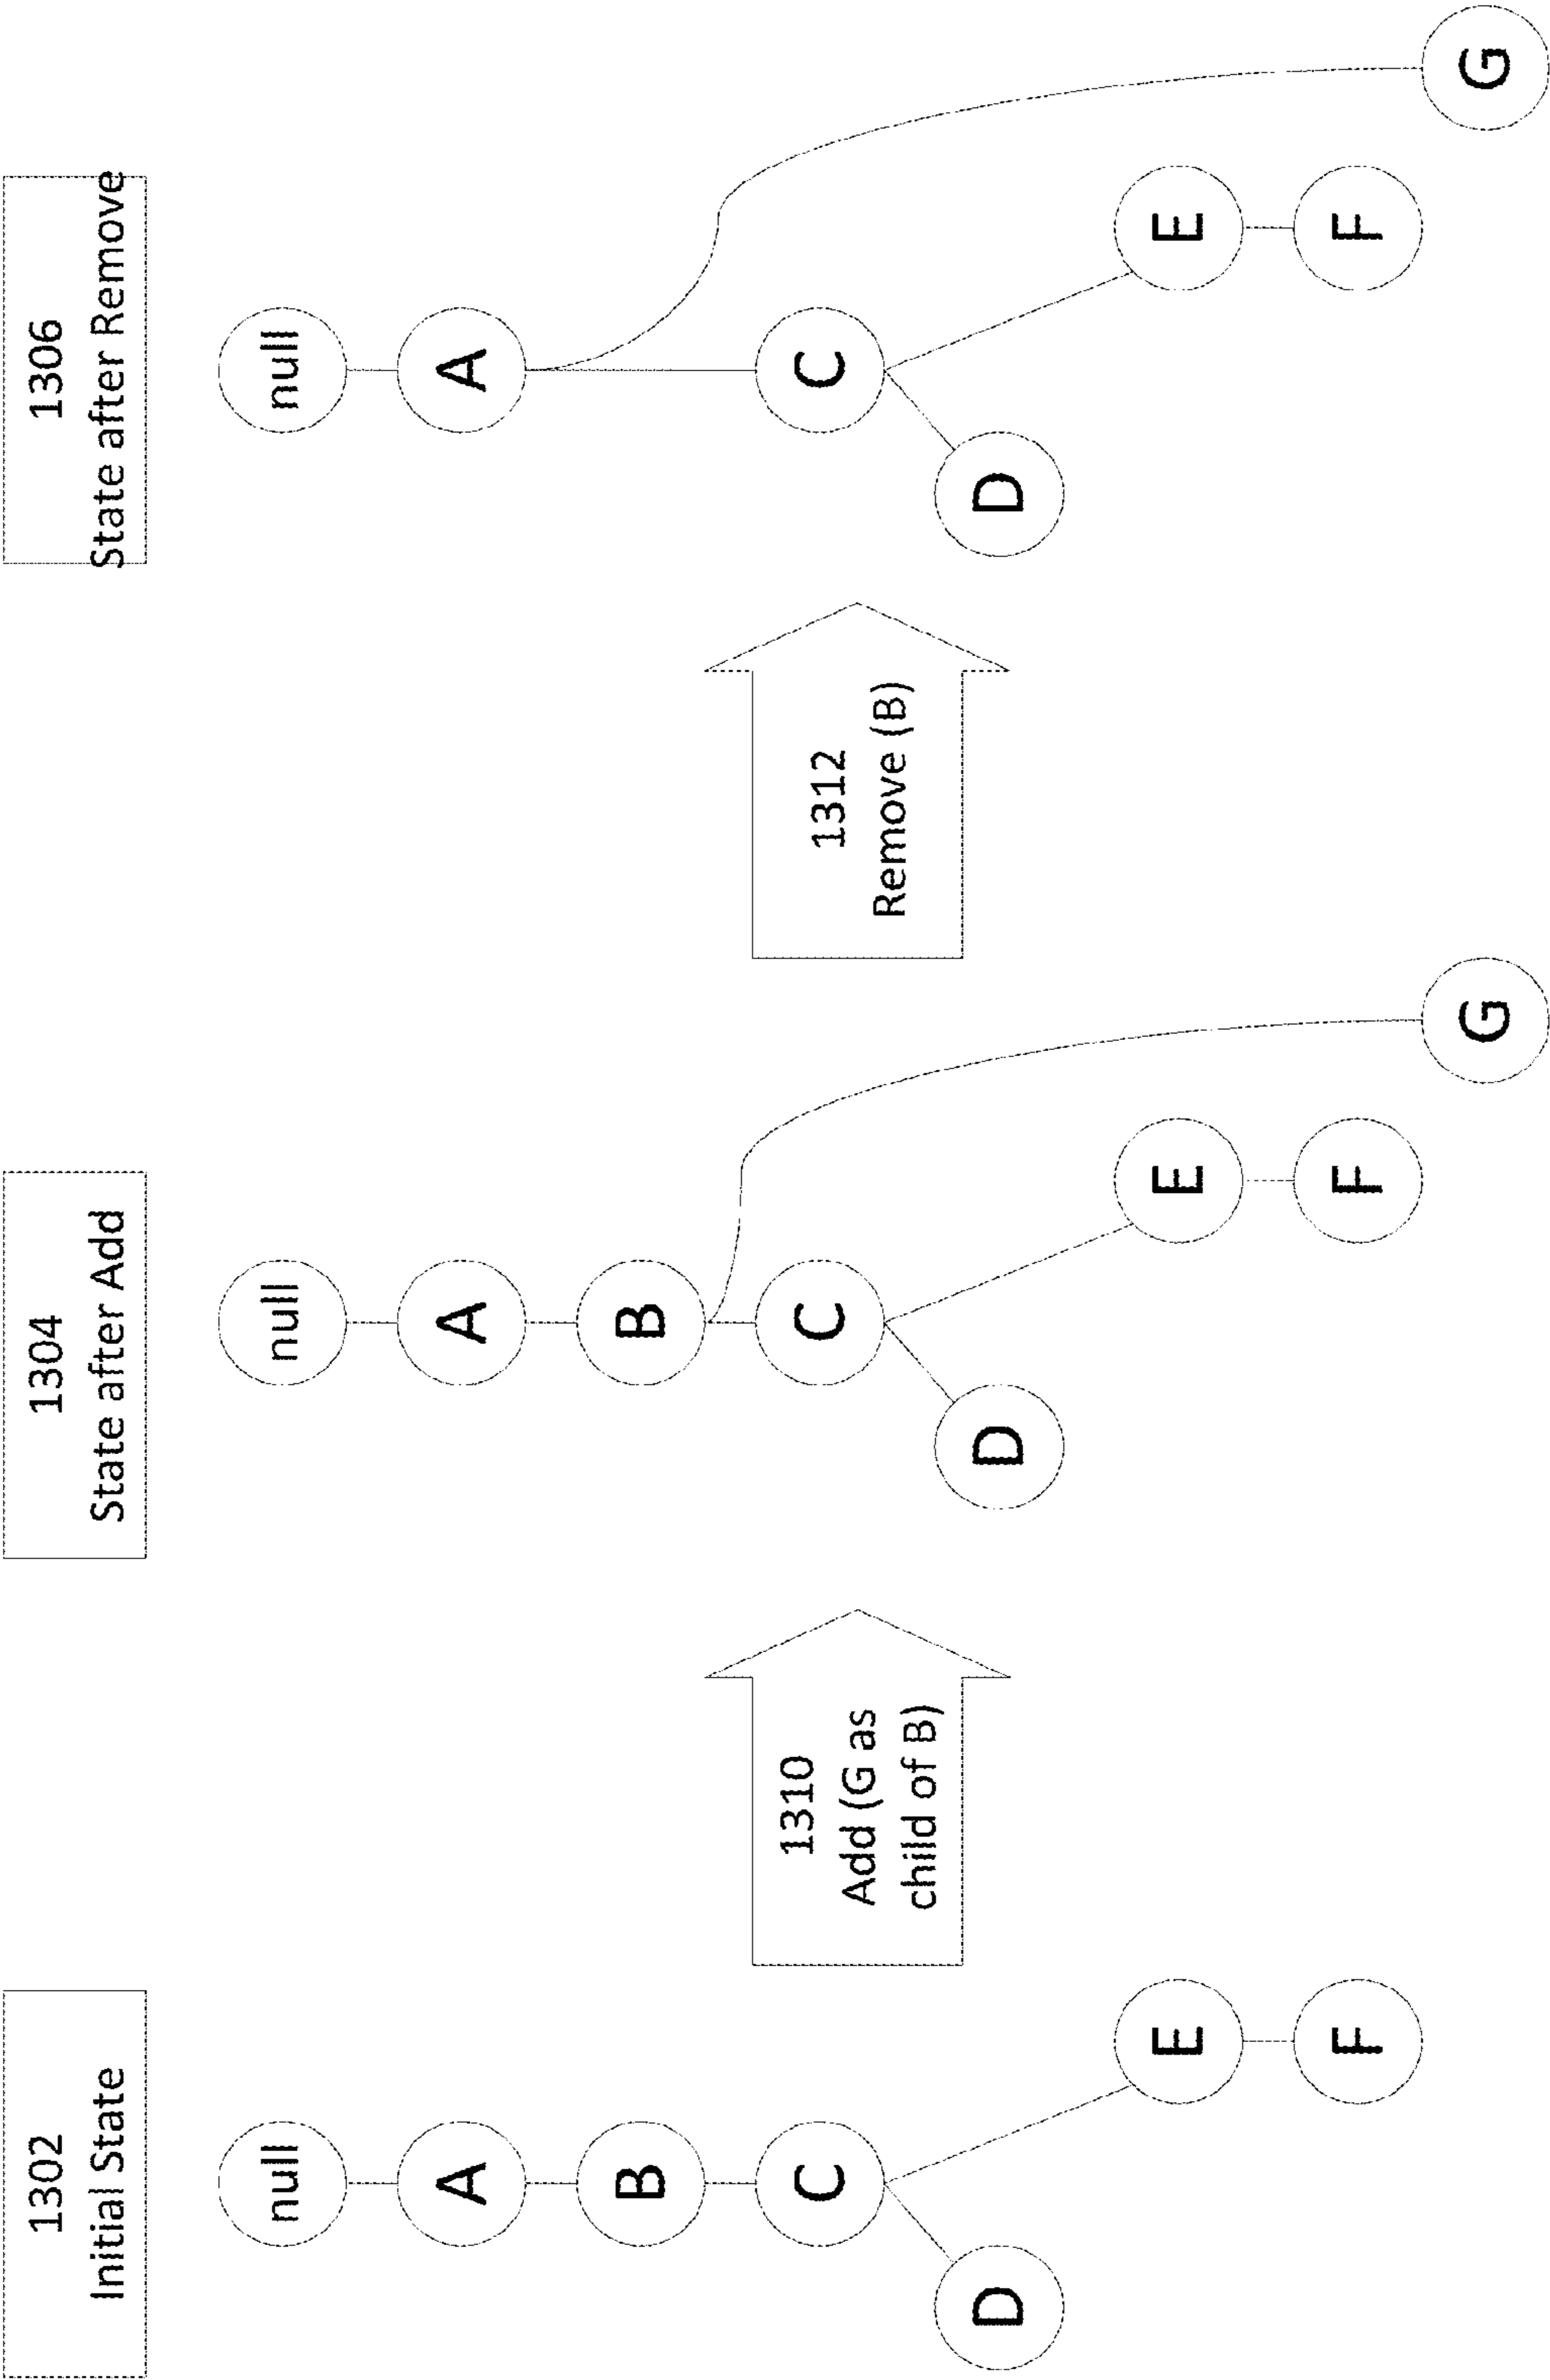 1302
Initial State
null
A
B
C
D
E
F
1310
Add (G as
child of B)
1304
State after Add
null
A
B
C
D
E
F
G
1312
Remove (B)
1306
State after Remove
null
A
C
D
E
F
G